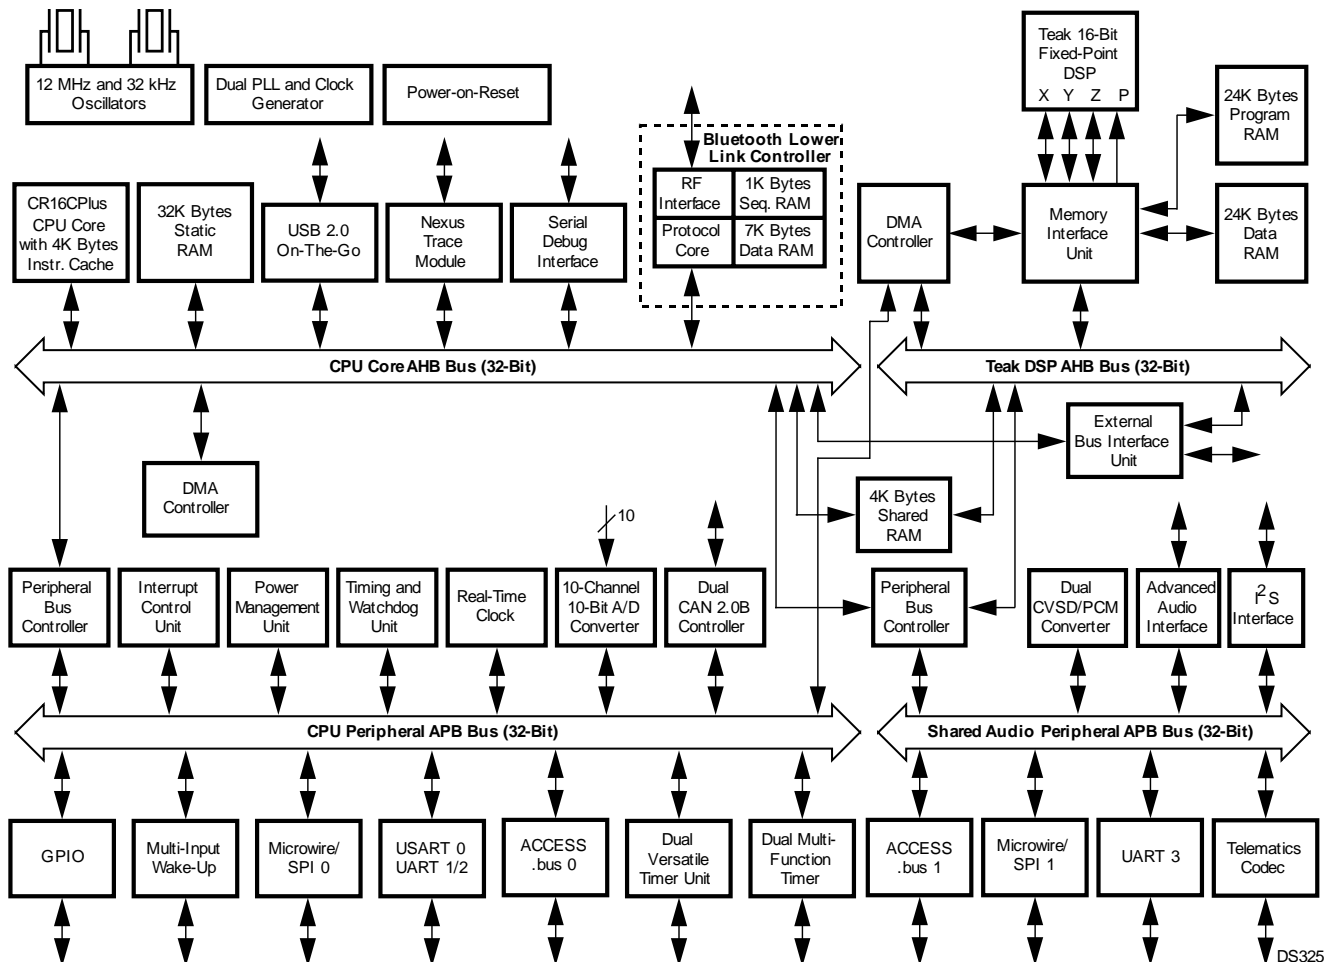 12 MHz and 32 kHz
Oscillators
Dual PLL and Clock
Generator
Power-on-Reset
Teak 16-Bit
Fixed-Point
DSP
X Y Z P
24K Bytes
Program
RAM
Bluetooth Lower
Link Controller
RF
Interface
1K Bytes
Seq. RAM
Protocol
Core
7K Bytes
Data RAM
CR16CPlus
CPU Core
with 4K Bytes
Instr. Cache
32K Bytes
Static
RAM
USB 2.0
On-The-Go
Nexus
Trace
Module
Serial
Debug
Interface
DMA
Controller
Memory
Interface
Unit
24K Bytes
Data RAM
CPU Core AHB Bus (32-Bit)
Teak DSP AHB Bus (32-Bit)
External
Bus Interface
Unit
DMA
Controller
4K Bytes
Shared
RAM
10
Peripheral
Bus
Controller
Interrupt
Control
Unit
Power
Management
Unit
Timing and
Watchdog
Unit
Real-Time
Clock
10-Channel
10-Bit A/D
Converter
Dual
CAN 2.0B
Controller
Peripheral
Bus
Controller
Dual
CVSD/PCM
Converter
Advanced
Audio
Interface
I2S
Interface
CPU Peripheral APB Bus (32-Bit)
Shared Audio Peripheral APB Bus (32-Bit)
GPIO
Multi-Input
Wake-Up
Microwire/
SPI 0
USART 0
UART 1/2
ACCESS
.bus 0
Dual
Versatile
Timer Unit
Dual Multi-
Function
Timer
ACCESS
.bus 1
Microwire/
SPI 1
UART 3
Telematics
Codec
DS325